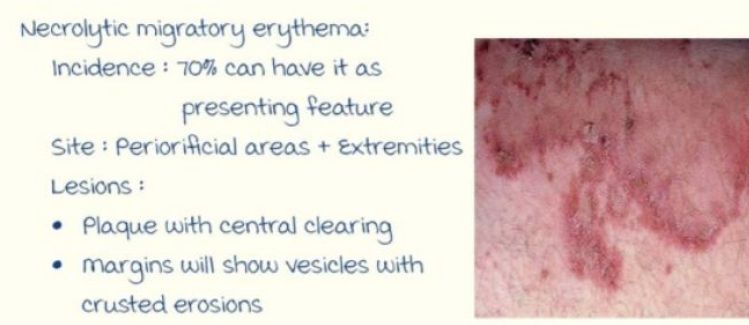 Necrolytic migratory erythema:
Incidence : 70% can have it as
presenting feature
Site : Periorificial areas + Extremities
Lesions :
• Plaque with central clearing
• margins will show vesicles with
crusted erosions